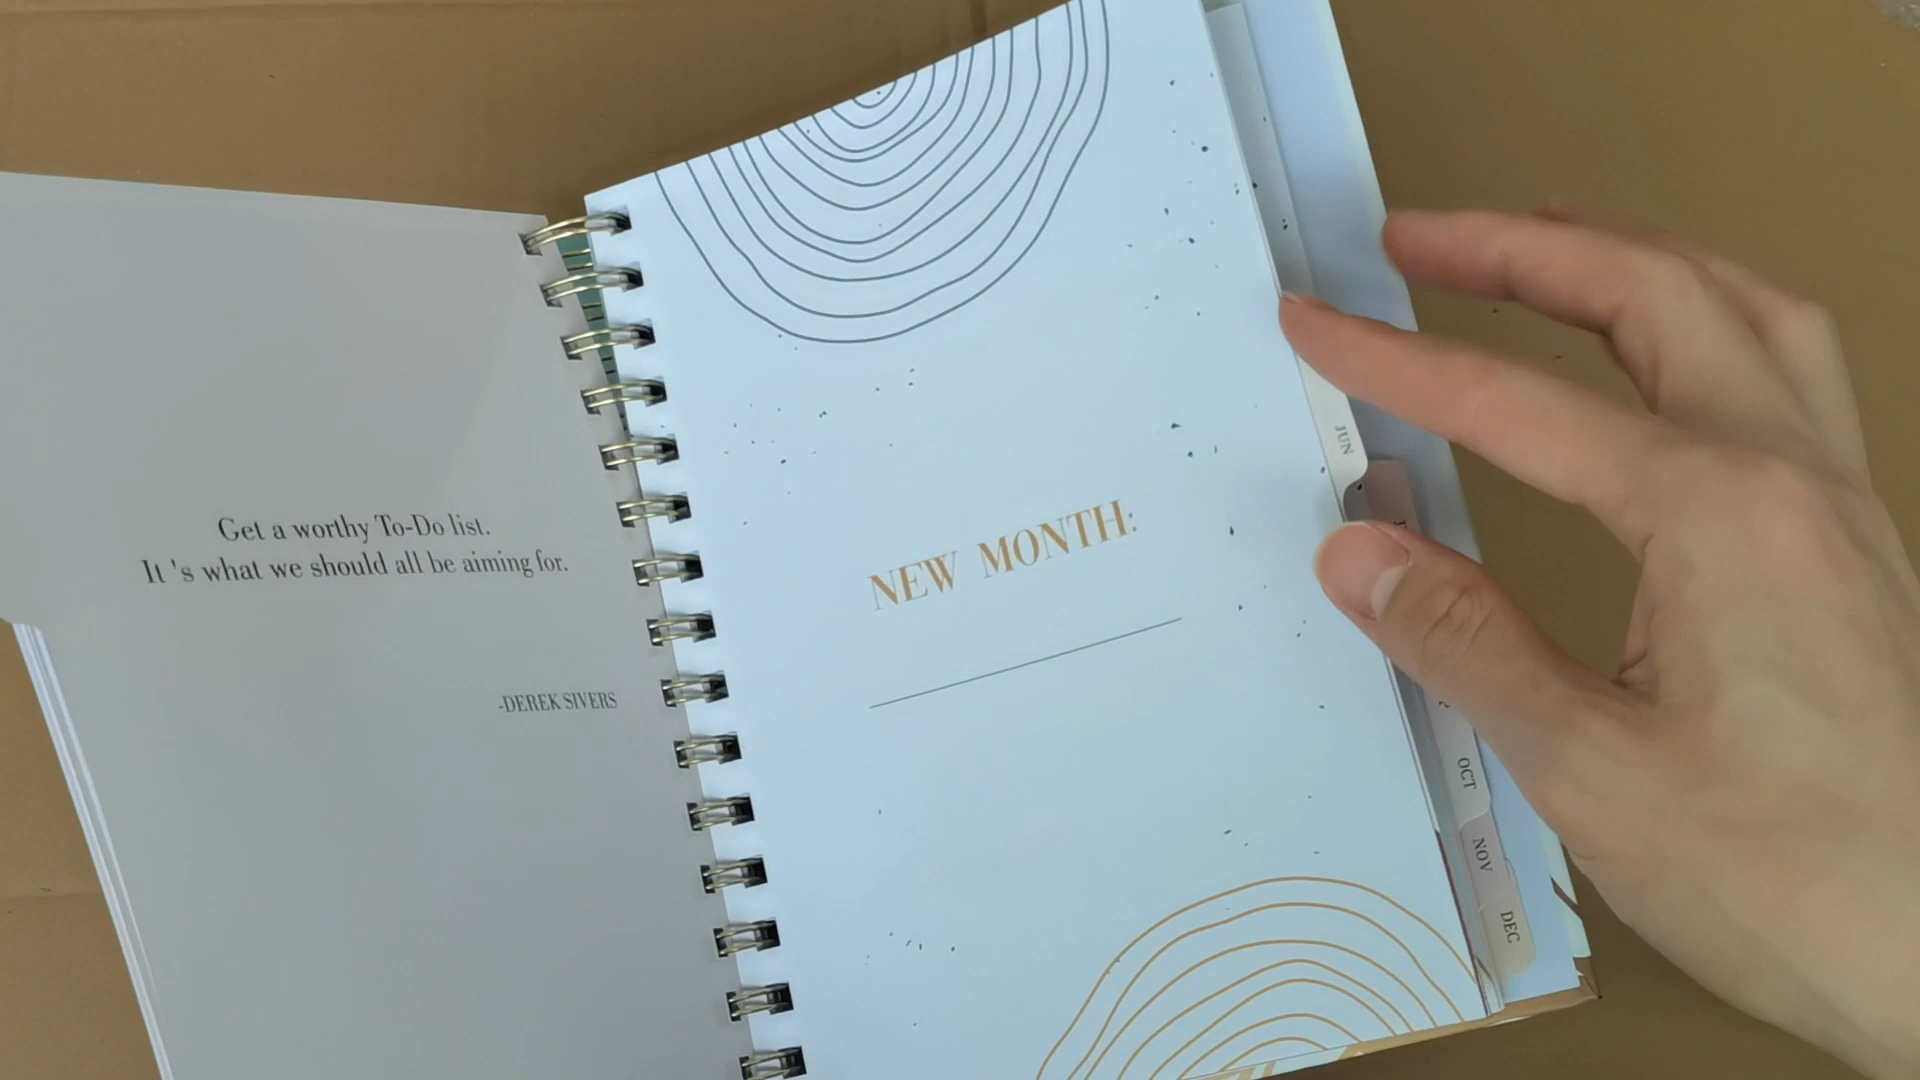 Get a worthy To-Do list.
It 's what we should all be aiming for.
-DEREK SIVERS
NEW MONTH:
JUN
OCT
NOV
DEC